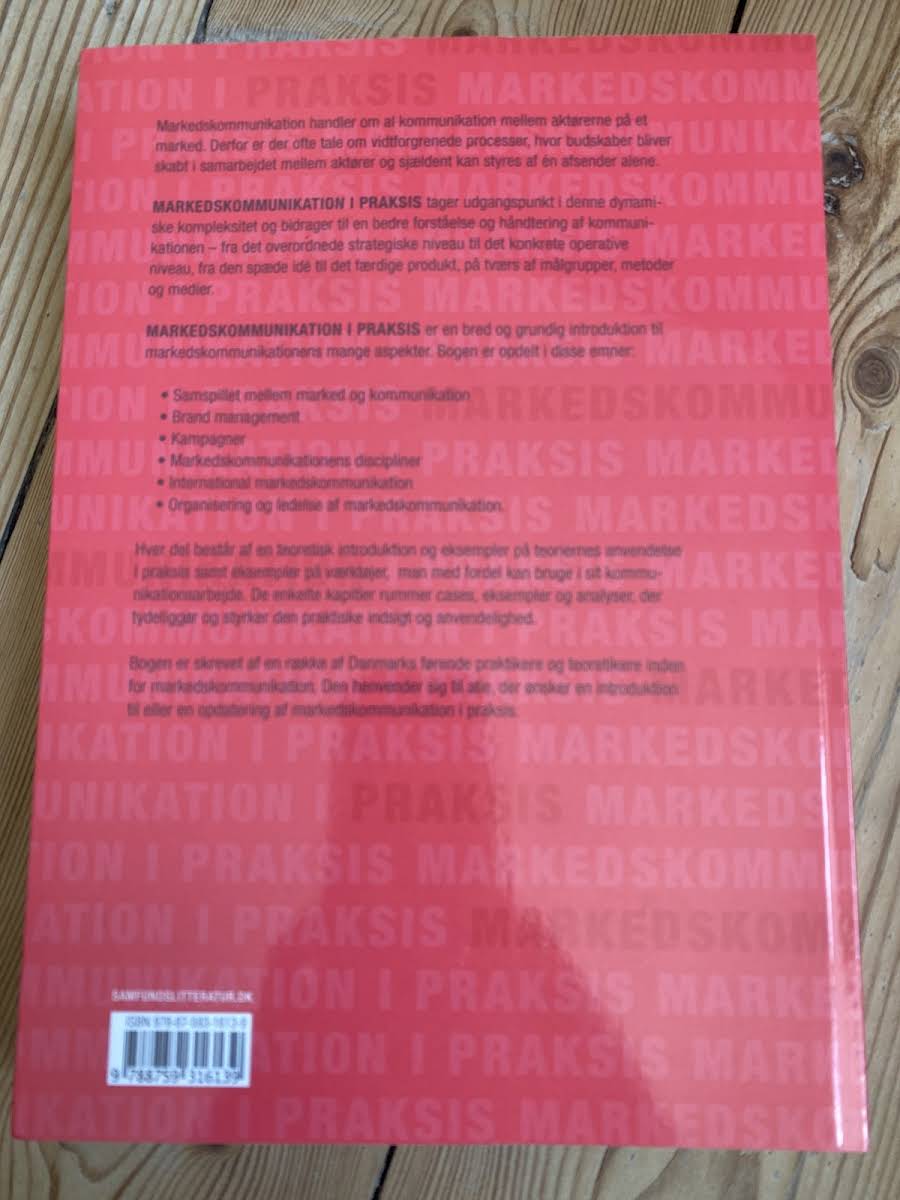 Markedskommunikation handler om al kommunikation mellem aktørerne på et
marked. Derfor er der ofte tale om vidtforgrenede processer, hvor budskaber bliver
skabt i samarbejdet mellem aktører og sjældent kan styres af én afsender alene.
MARKEDSKOMMUNIKATION I PRAKSIS tager udgangspunkt i denne dynami-
ske kompleksitet og bidrager til en bedre forståelse og håndtering af kommuni-
kationen – fra det overordnede strategiske niveau til det konkrete operative
niveau, fra den spæde idé til det færdige produkt, på tværs af målgrupper, metoder
og medier.
MARKEDSKOMMUNIKATION I PRAKSIS er en bred og grundig introduktion til
markedskommunikationens mange aspekter. Bogen er opdelt i disse emner:
• Samspillet mellem marked og kommunikation
• Brand management
• Kampagner
• Markedskommunikationens discipliner
• International markedskommunikation
• Organisering og ledelse af markedskommunikation.
Hver del består af en teoretisk introduktion og eksempler på teoriernes anvendelse
i praksis samt eksempler på værktøjer, man med fordel kan bruge i sit kommu-
nikationsarbejde. De enkelte kapitler rummer cases, eksempler og analyser, der
tydeliggør og styrker den praktiske indsigt og anvendelighed.
Bogen er skrevet af en række af Danmarks førende praktikere og teoretikere inden
for markedskommunikation. Den henvender sig til alle, der ønsker en introduktion
til eller en opdatering af markedskommunikation i praksis.
SAMFUNDSLITTERATUR.DK
ISBN 978-87-593-1613-9
9 788759 316139